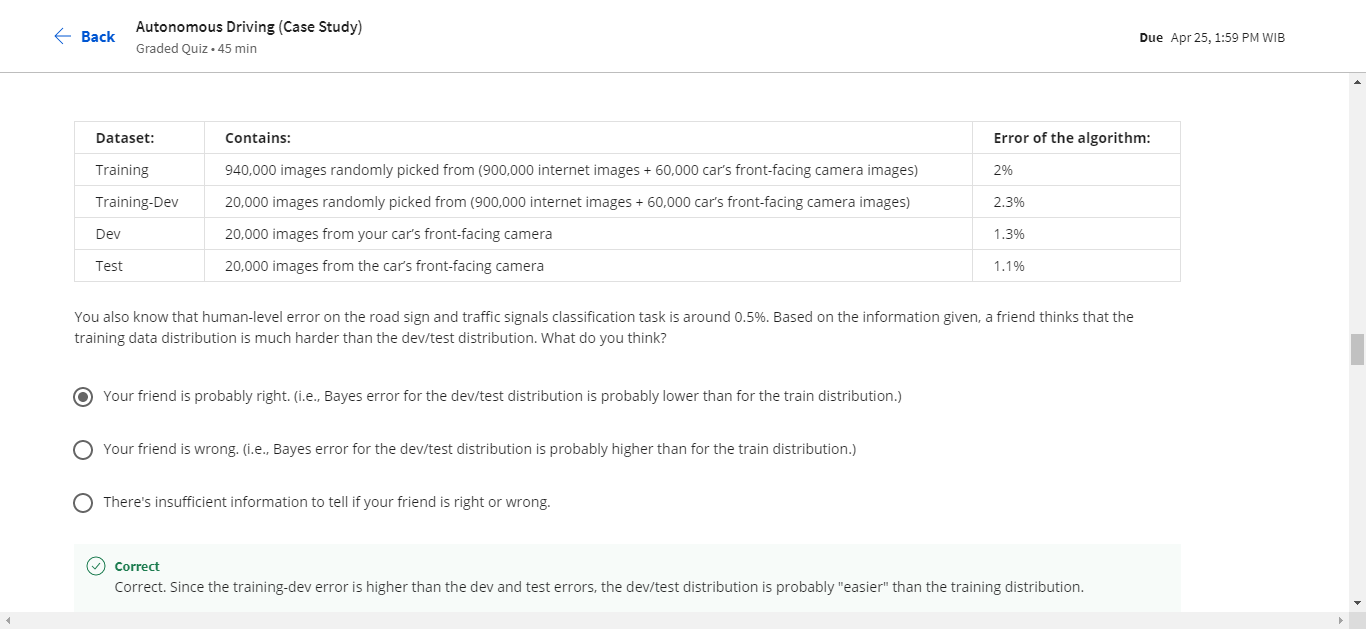 Back
Autonomous Driving (Case Study)
Graded Quiz • 45 min
Due Apr 25, 1:59 PM WIB
Dataset: Contains: Error of the algorithm:
Training 940,000 images randomly picked from (900,000 internet images + 60,000 car’s front-facing camera images) 2%
Training-Dev 20,000 images randomly picked from (900,000 internet images + 60,000 car’s front-facing camera images) 2.3%
Dev 20,000 images from your car’s front-facing camera 1.3%
Test 20,000 images from the car’s front-facing camera 1.1%
You also know that human-level error on the road sign and traffic signals classification task is around 0.5%. Based on the information given, a friend thinks that the
training data distribution is much harder than the dev/test distribution. What do you think?
Your friend is probably right. (i.e., Bayes error for the dev/test distribution is probably lower than for the train distribution.)
Your friend is wrong. (i.e., Bayes error for the dev/test distribution is probably higher than for the train distribution.)
There's insufficient information to tell if your friend is right or wrong.
Correct
Correct. Since the training-dev error is higher than the dev and test errors, the dev/test distribution is probably "easier" than the training distribution.